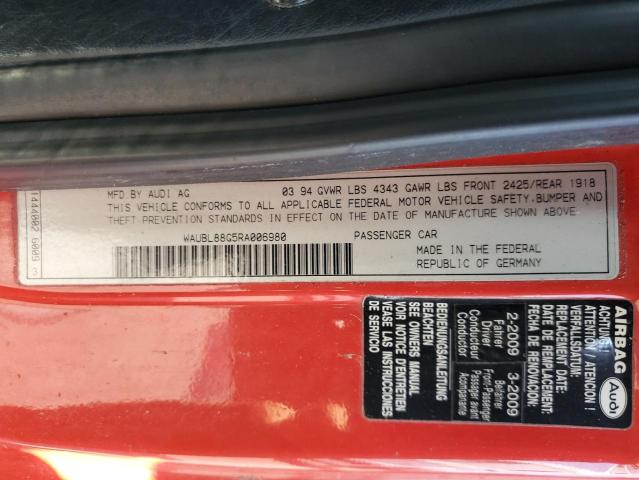 MFD BY AUDI AG 03 94 GVWR LBS 4343 GAWR LBS FRONT 2425/REAR 1918
THIS VEHICLE CONFORMS TO ALL APPLICABLE FEDERAL MOTOR VEHICLE SAFETY.BUMPER AND
THEFT-PREVENTION STANDARDS IN EFFECT ON THE DATE OF MANUFACTURE SHOWN ABOVE.
WAUBL88G5RA006980 PASSENGER CAR
MADE IN THE FEDERAL
REPUBLIC OF GERMANY
1444002 6009 3
AIRBAG
Audi
ACHTUNG !
ATTENTION / ATENCION !
VERFALLSDATUM:
REPLACEMENT DATE:
DATE DE REMPLACEMENT:
FECHA DE RENOVACION:
2-2009 3-2009
Fahrer Beifahrer
Driver Front-Passenger
Conducteur Passager avant
Conductor Acompañante
BEDIENUNGSANLEITUNG
BEACHTEN
SEE OWNERS MANUAL
VOIR NOTICE D'ENTRETIEN
VEASE LAS INSTRUCCIONES
DE SERVICIO